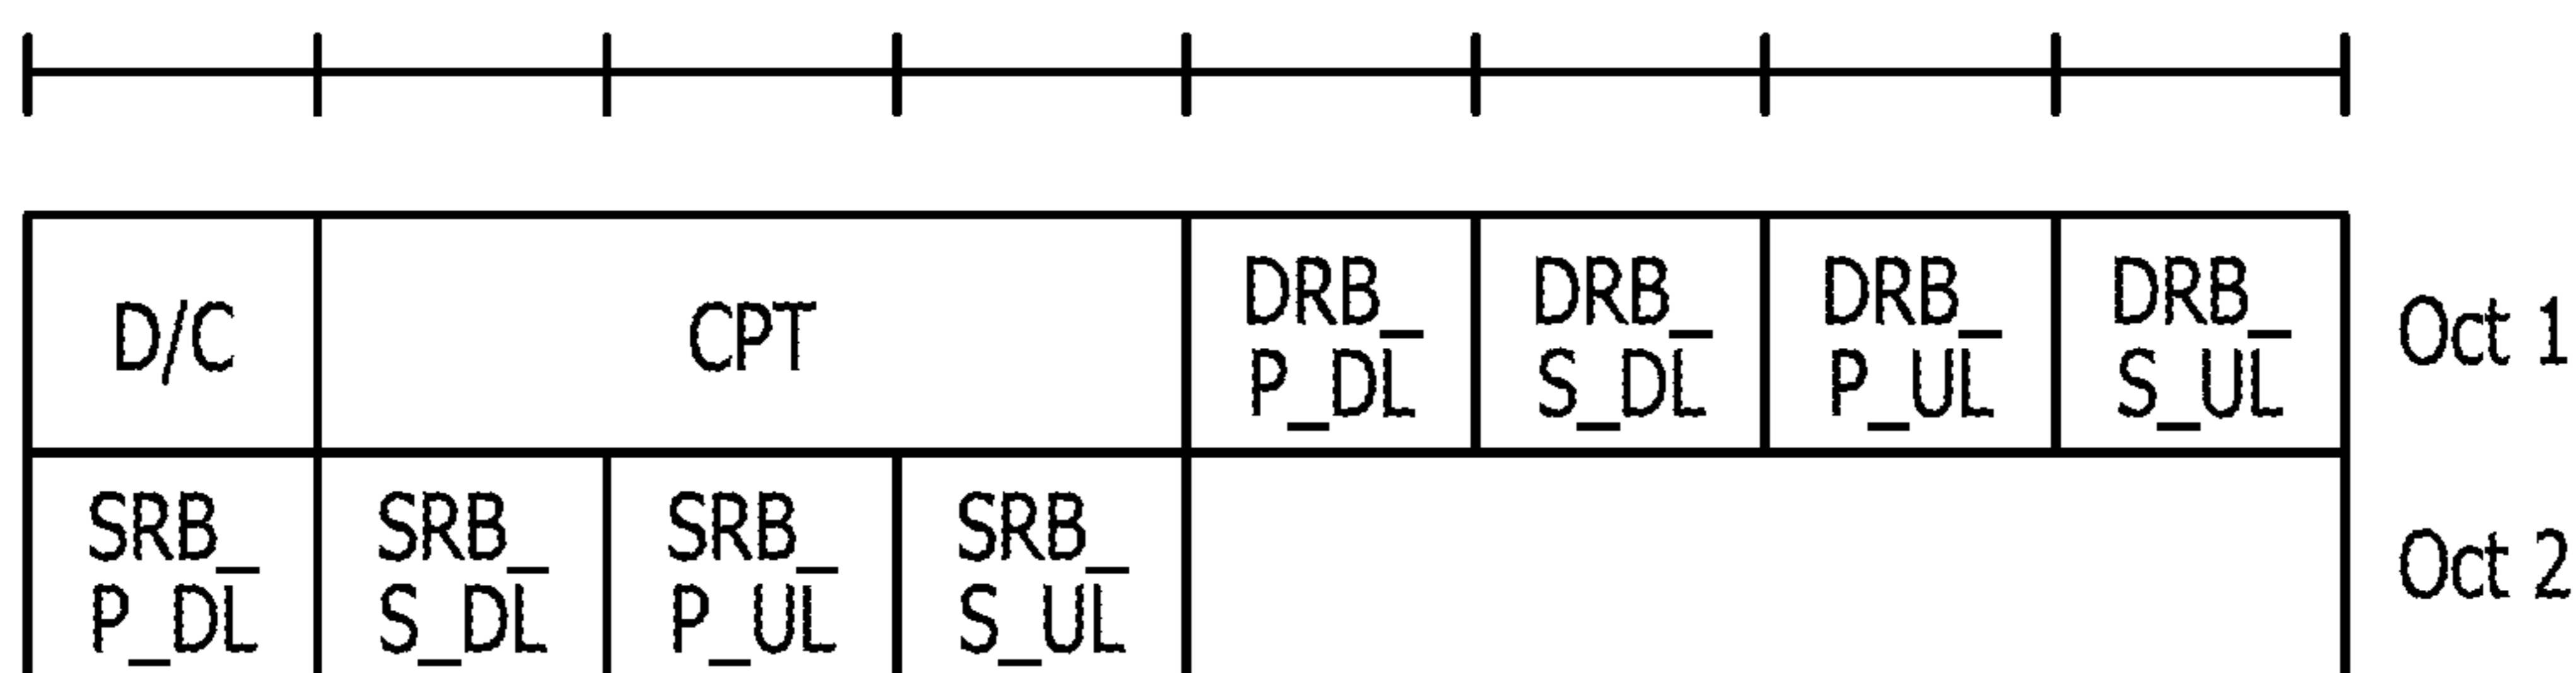 D/C CPT DRB_ DRB_ DRB_ DRB_ Oct 1
P_DL S_DL P_UL S_UL
SRB_ SRB_ SRB_ SRB_ Oct 2
P_DL S_DL P_UL S_UL